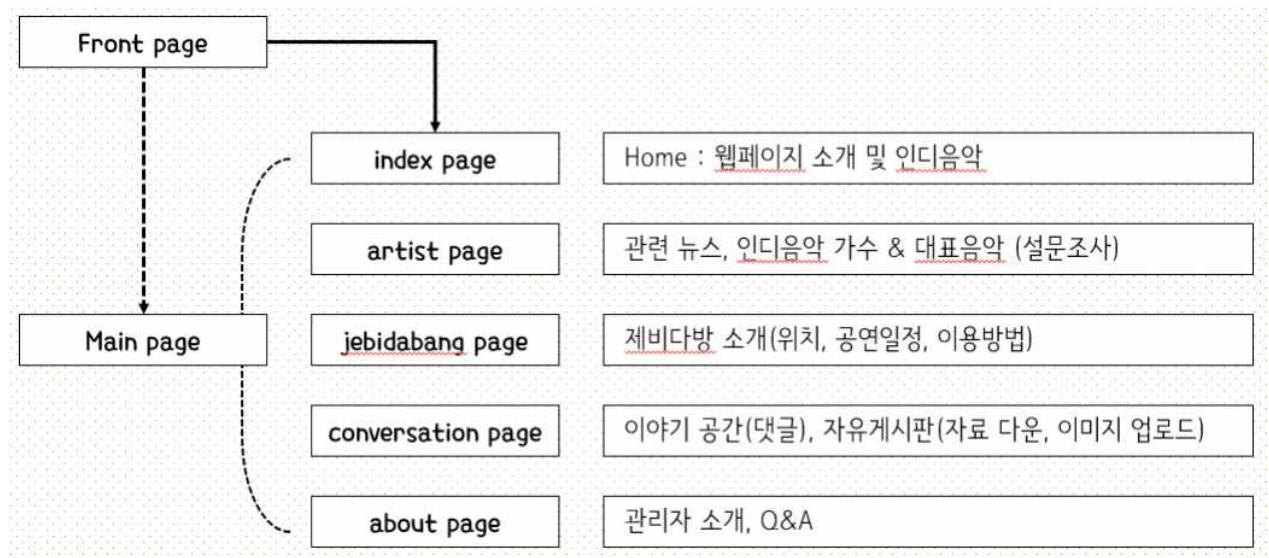 Front page
index page
Home : 웹페이지 소개 및 인디음악
artist page
관련 뉴스, 인디음악 가수 & 대표음악 (설문조사)
Main page
jebidabang page
제비다방 소개(위치, 공연일정, 이용방법)
conversation page
이야기 공간(댓글), 자유게시판(자료 다운, 이미지 업로드)
about page
관리자 소개, Q&A